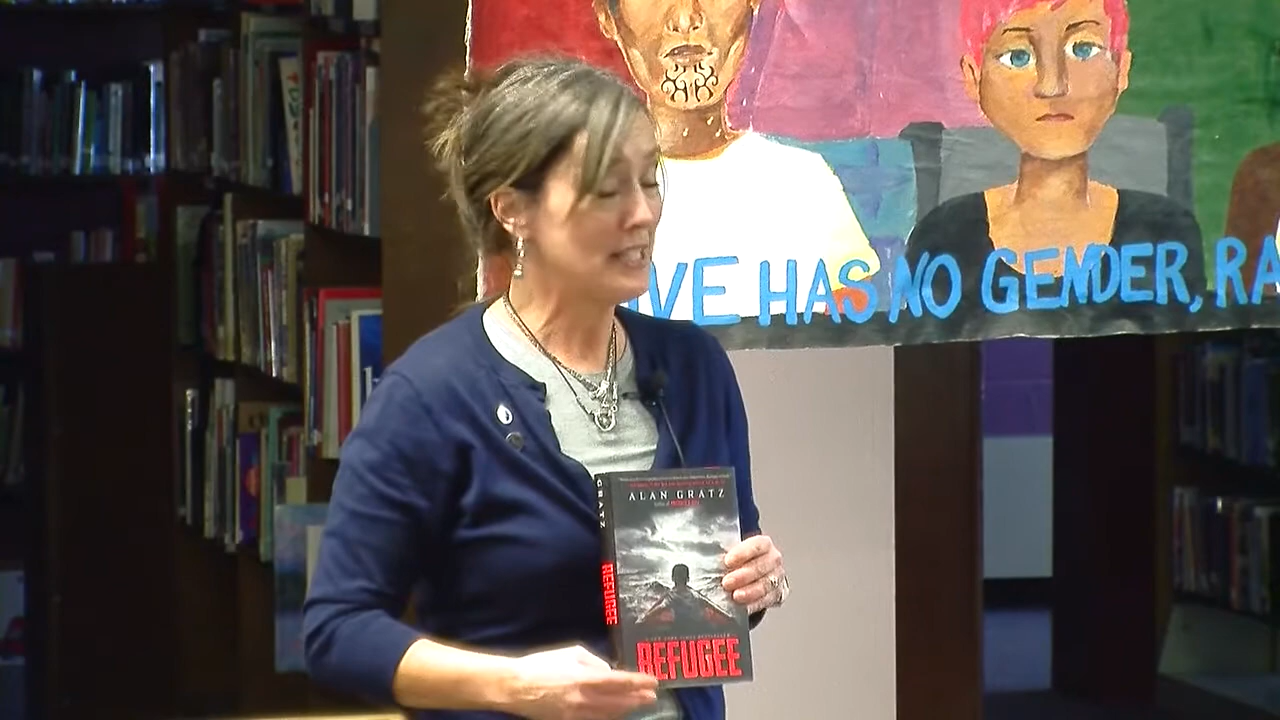 VE HAS NO GENDER, RA
ALAN GRATZ
GRATZ
REFUGEE
REFUGEE